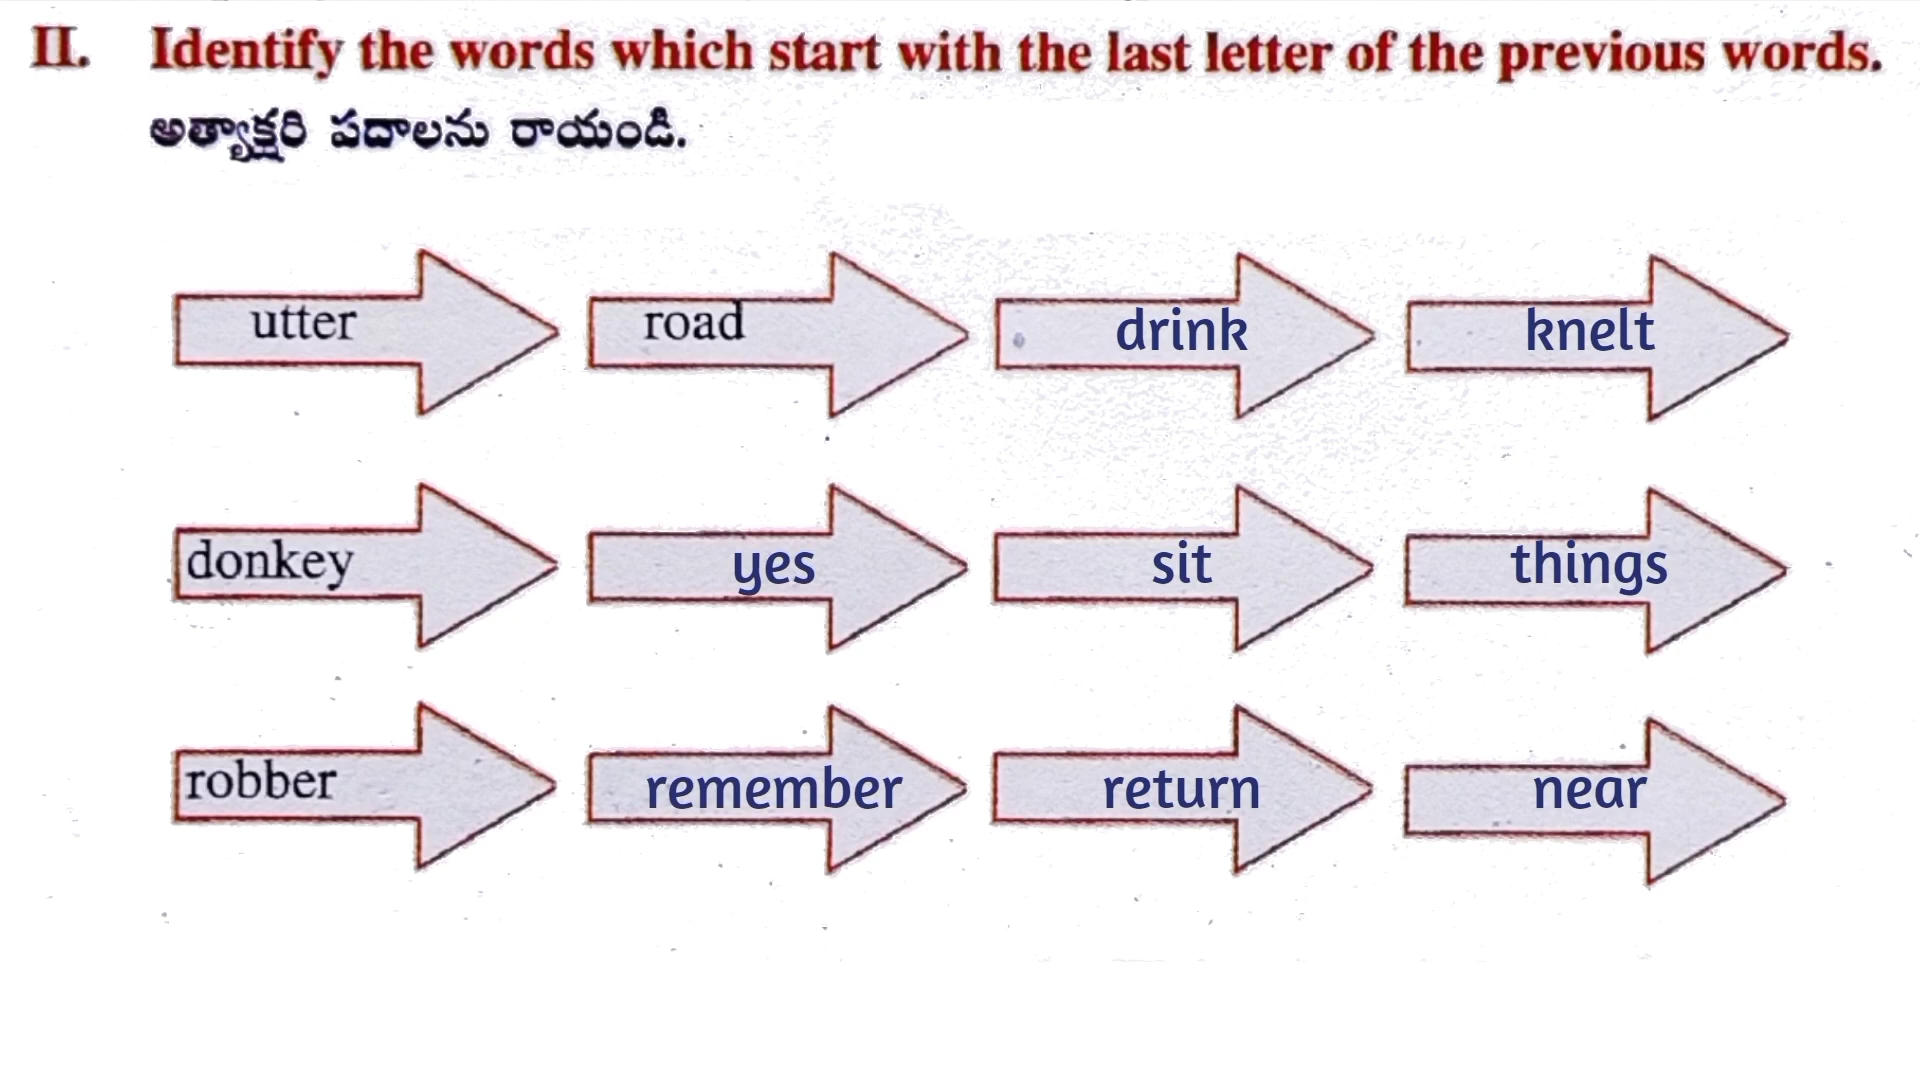 II. Identify the words which start with the last letter of the previous words.
అత్యాక్షరి పదాలను రాయండి.
utter road drink knelt
donkey yes sit things
robber remember return near